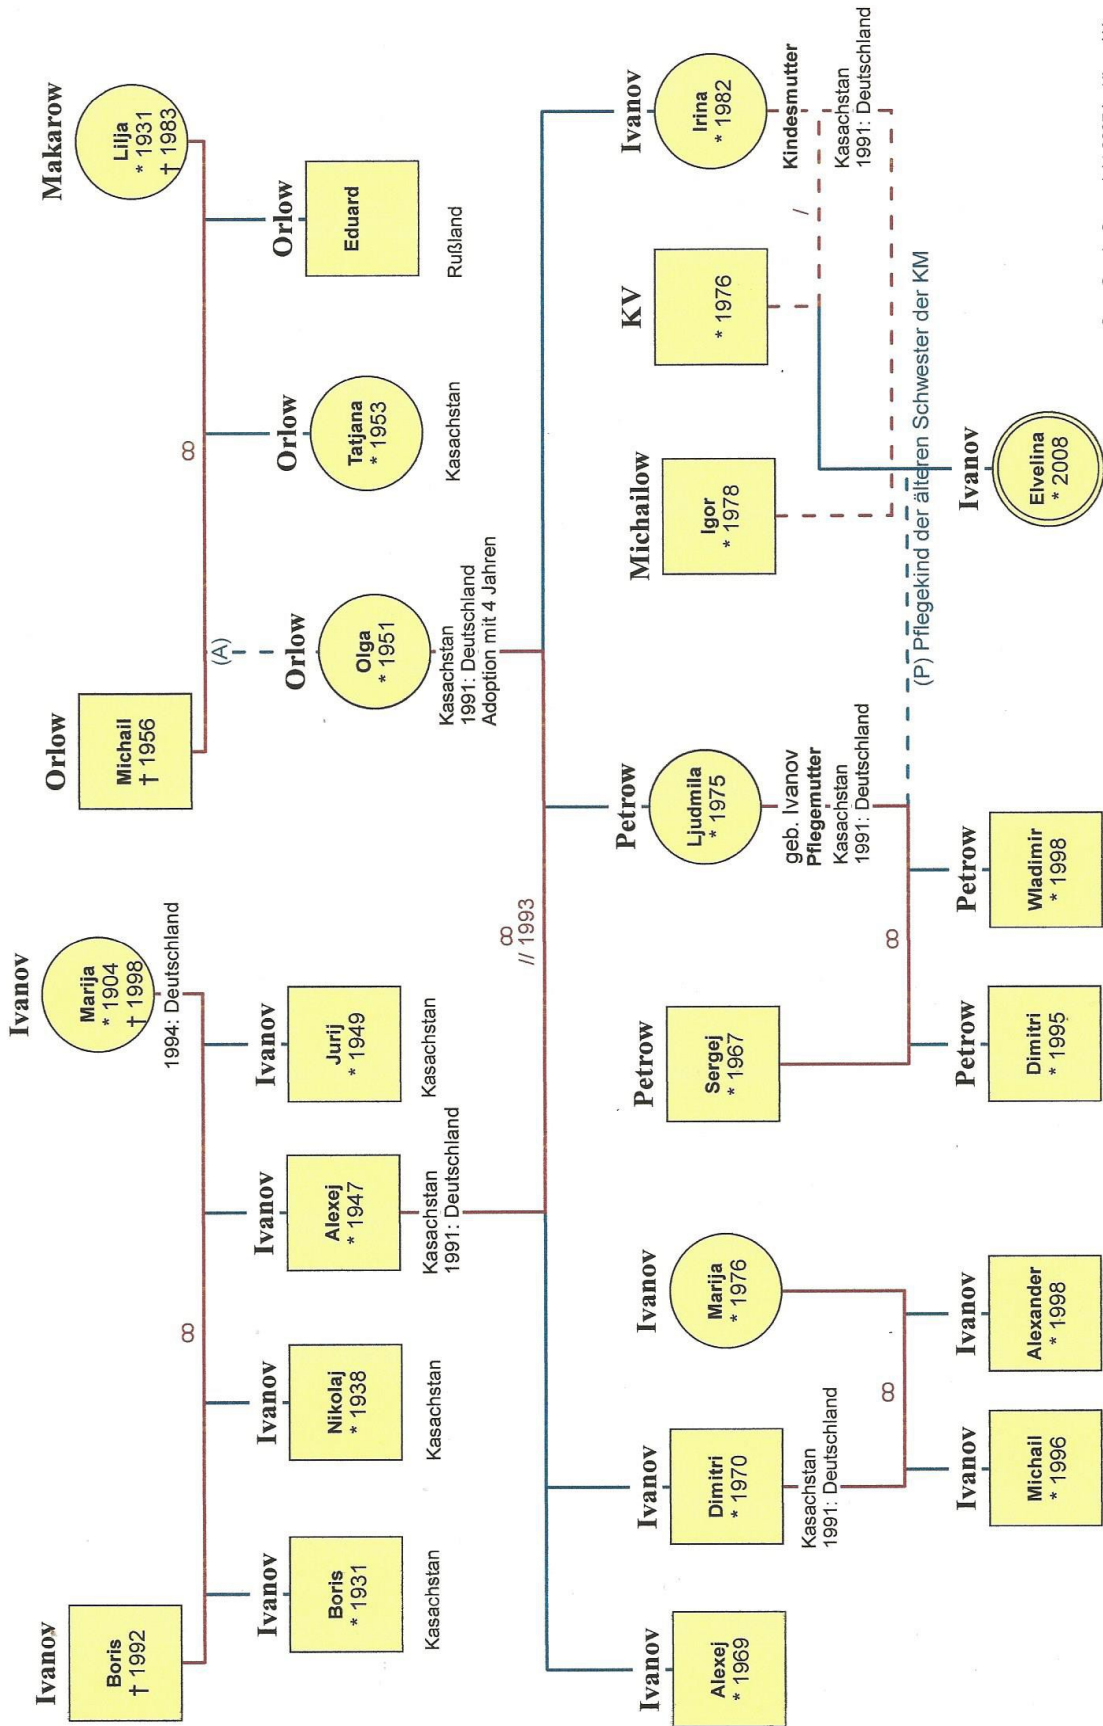 Ivanov
Boris
† 1992
Ivanov
Marija
* 1904
† 1998
1994: Deutschland
Orlow
Michail
† 1956
Makarow
Lilja
* 1931
† 1983
∞
∞
Ivanov
Boris
* 1931
Kasachstan
Ivanov
Nikolaj
* 1938
Kasachstan
Ivanov
Alexej
* 1947
Kasachstan
1991: Deutschland
Ivanov
Jurij
* 1949
Kasachstan
(A)
Orlow
Olga
* 1951
Kasachstan
1991: Deutschland
Adoption mit 4 Jahren
Orlow
Tatjana
* 1953
Kasachstan
Orlow
Eduard
Rußland
∞
// 1993
Ivanov
Alexej
* 1969
Ivanov
Dimitri
* 1970
Kasachstan
1991: Deutschland
Ivanov
Marija
* 1976
Petrow
Sergej
* 1967
Petrow
Ljudmila
* 1975
geb. Ivanov
Pflegemutter
Kasachstan
1991: Deutschland
Michailow
Igor
* 1978
KV
* 1976
Ivanov
Irina
* 1982
Kindesmutter
Kasachstan
1991: Deutschland
/
∞
∞
(P) Pflegekind der älteren Schwester der KM
Ivanov
Michail
* 1996
Ivanov
Alexander
* 1998
Petrow
Dimitri
* 1995
Petrow
Wladimir
* 1998
Ivanov
Elvelina
* 2008